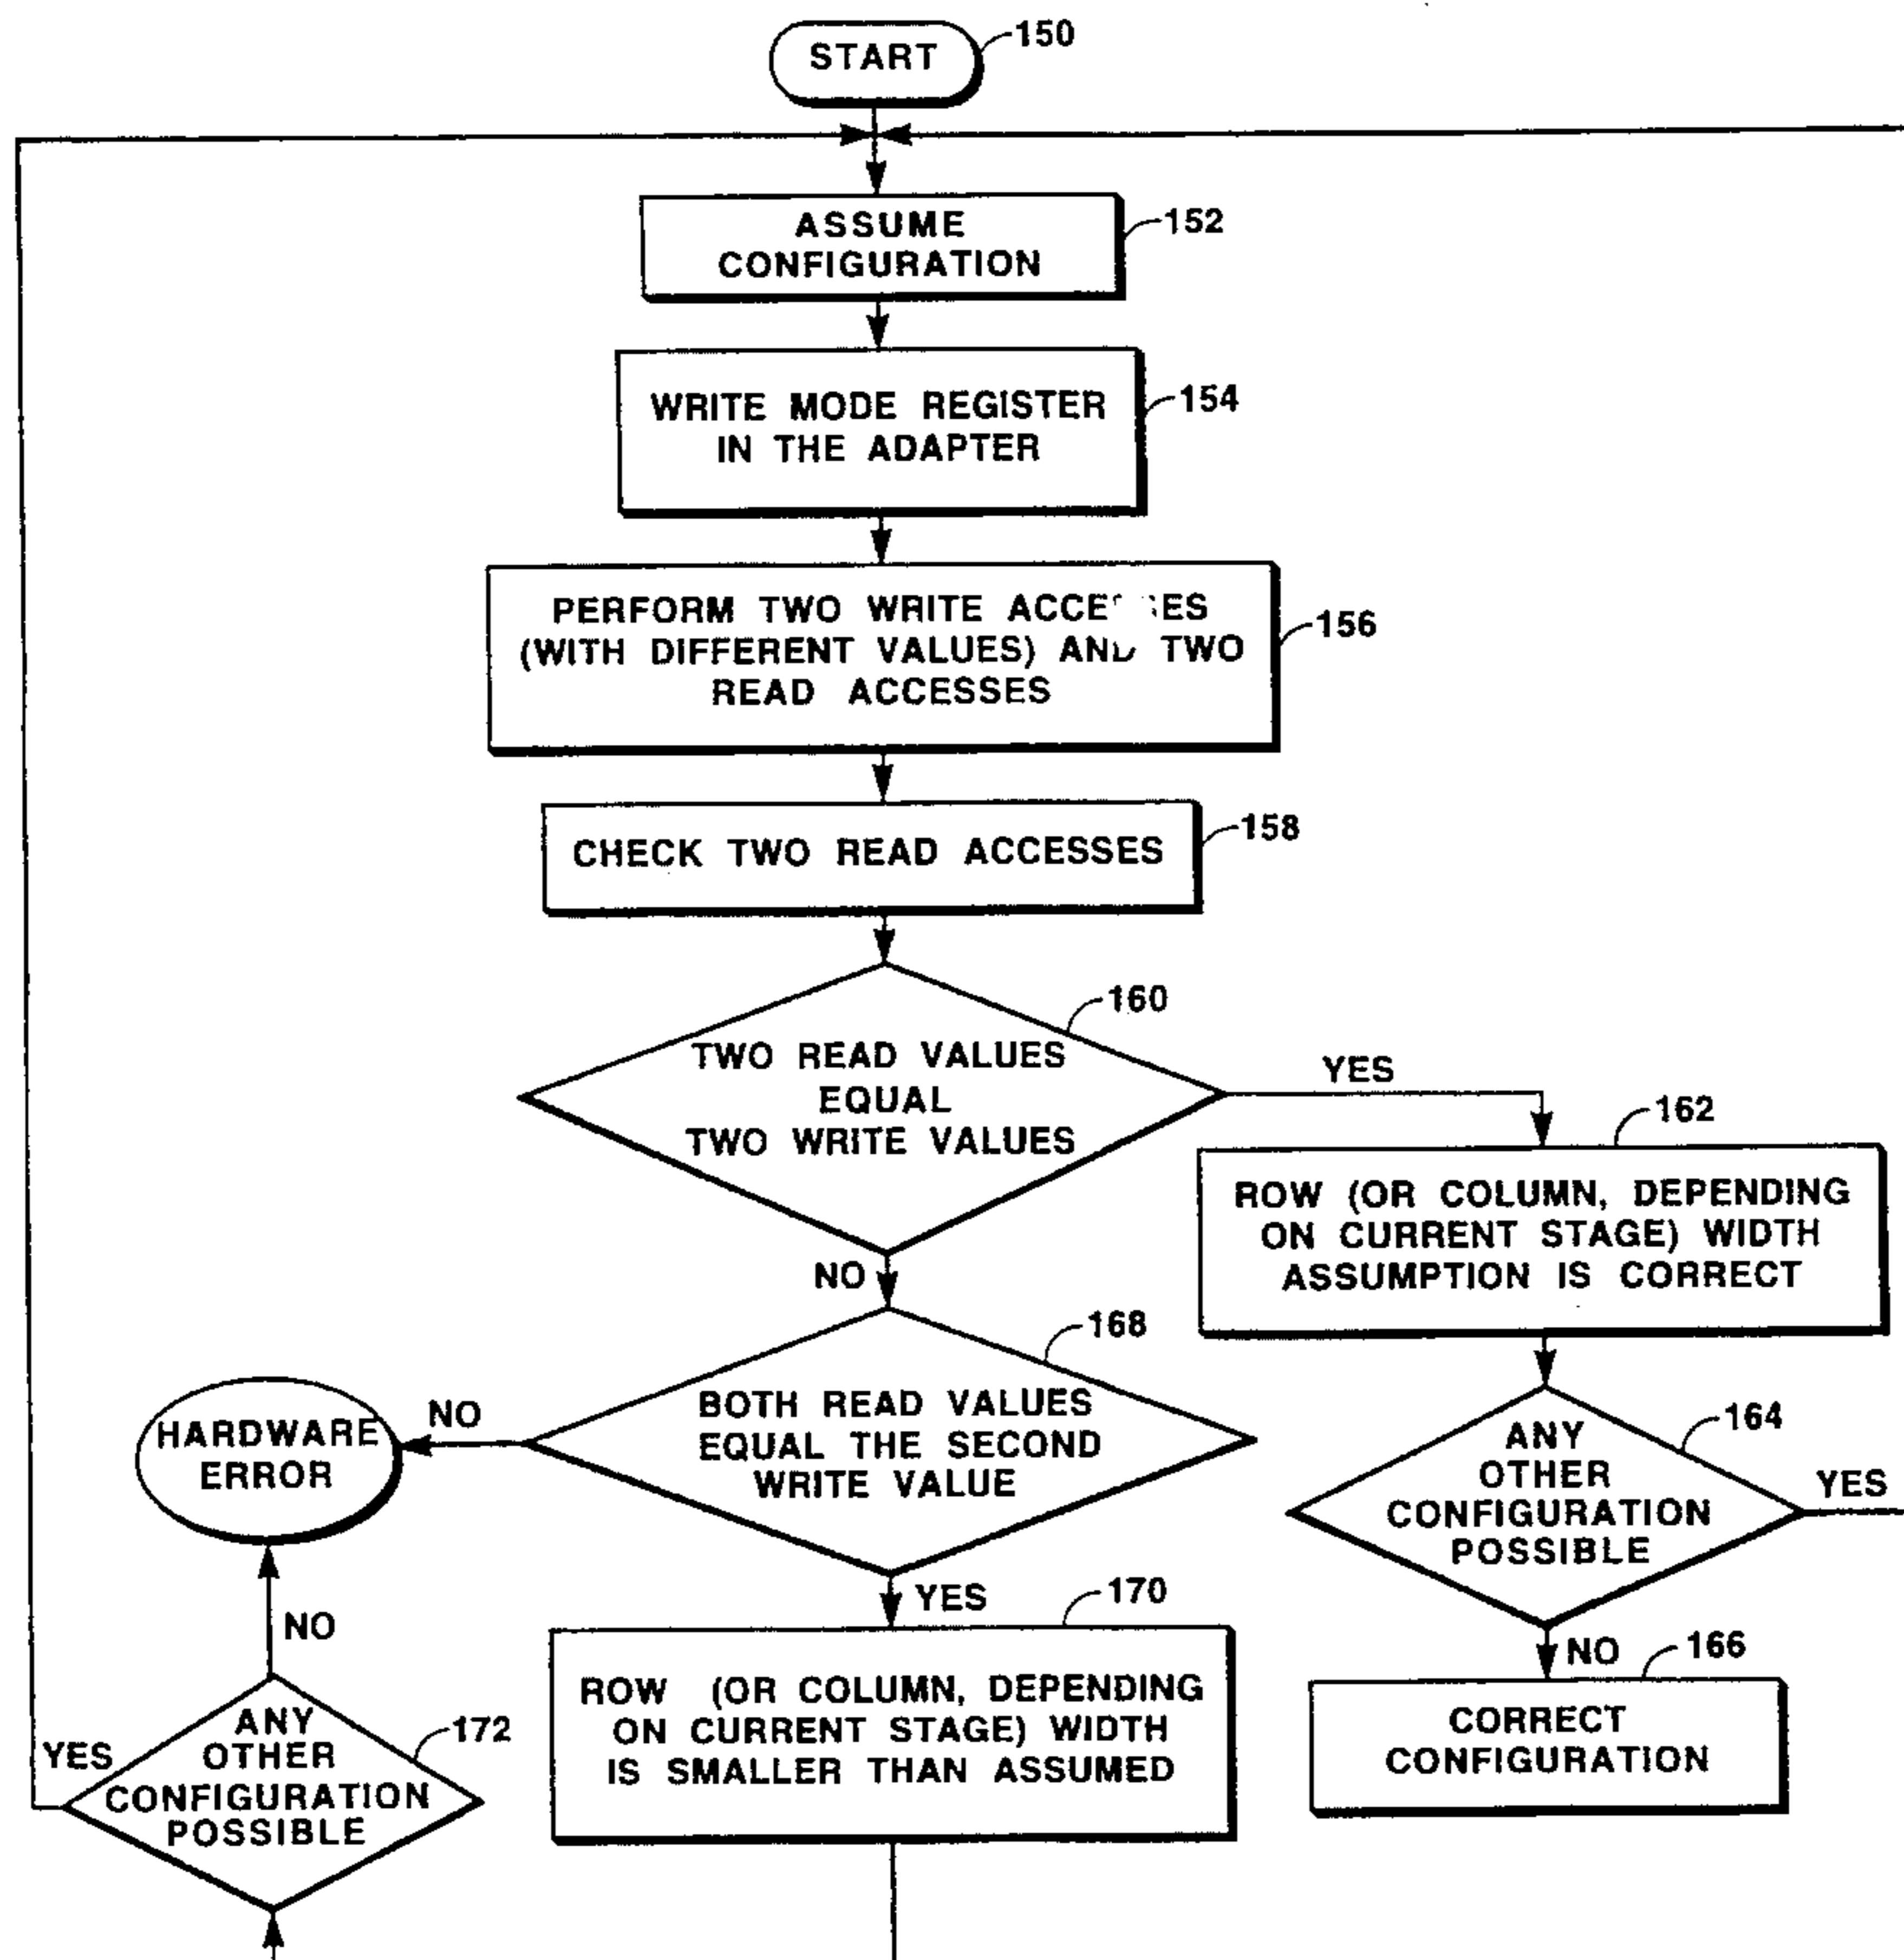 START
150
ASSUME
CONFIGURATION
152
WRITE MODE REGISTER
IN THE ADAPTER
154
PERFORM TWO WRITE
(WITH DIFFERENT VALUES) AND TWO
READ ACCESSES
156
CHECK TWO READ ACCESSES
158
TWO READ VALUES
EQUAL
TWO WRITE VALUES
160
YES
162
ROW (OR COLUMN, DEPENDING
ON CURRENT STAGE) WIDTH
ASSUMPTION IS CORRECT
NO
168
BOTH READ VALUES
EQUAL THE SECOND
WRITE VALUE
NO
HARDWARE
ERROR
164
ANY
OTHER
CONFIGURATION
POSSIBLE
YES
NO
166
CORRECT
CONFIGURATION
YES
170
ROW (OR COLUMN, DEPENDING
ON CURRENT STAGE) WIDTH
IS SMALLER THAN ASSUMED
NO
172
ANY
OTHER
CONFIGURATION
POSSIBLE
YES